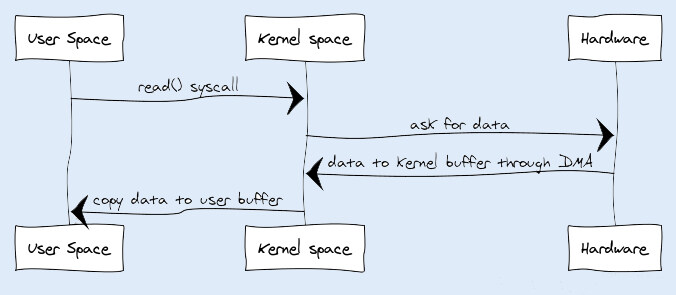 User Space
Kernel space
Hardware
read() syscall
ask for data
data to Kernel buffer through DMA
copy data to user buffer
User Space
Kernel space
Hardware